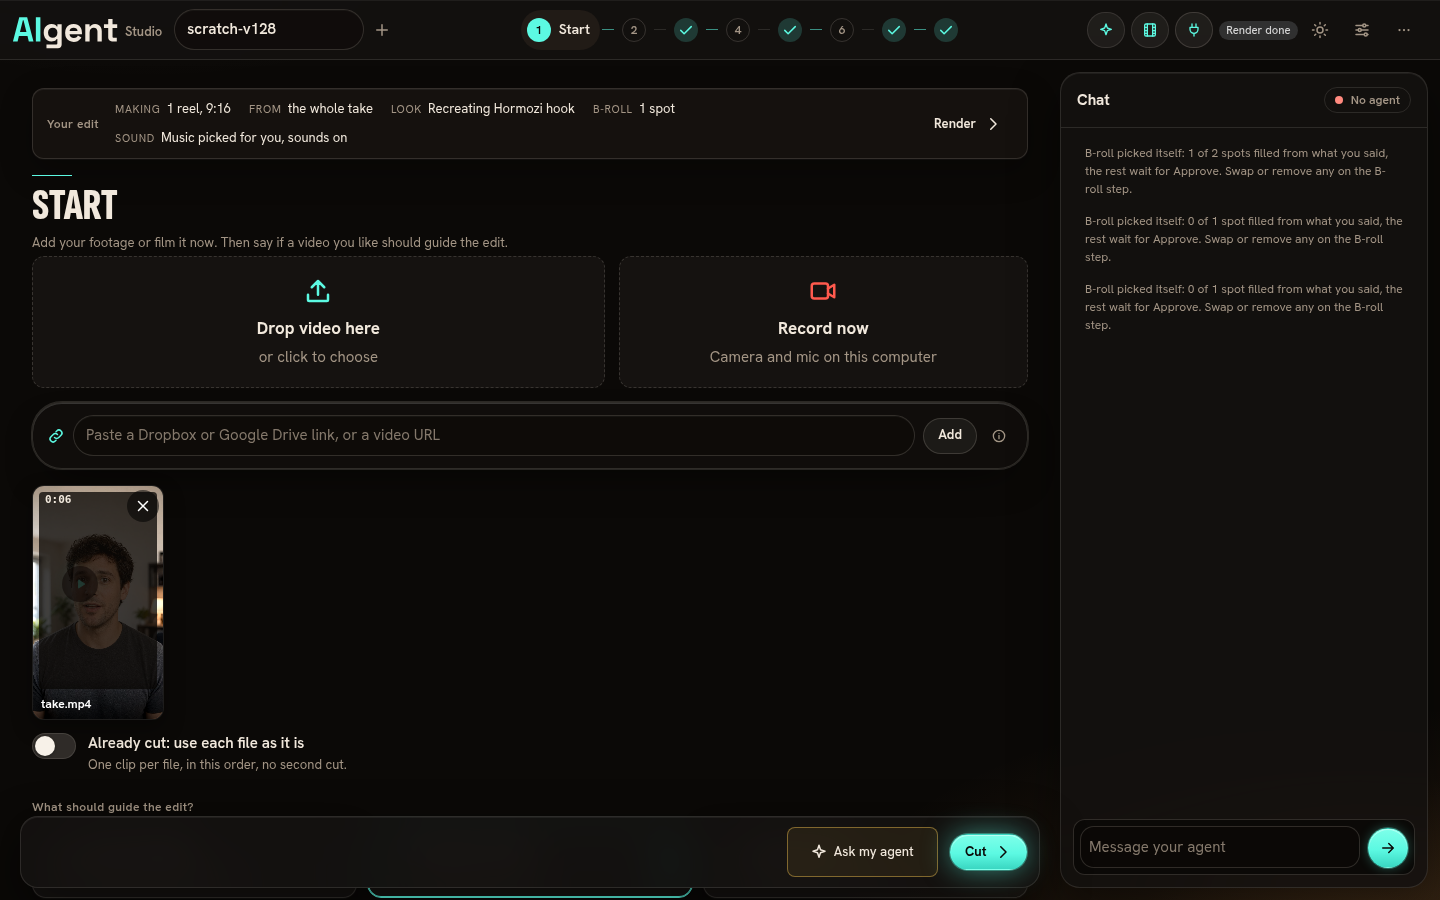 AIgent Studio
scratch-v128
1 Start 2 4 6
Render done
Your edit
MAKING 1 reel, 9:16 FROM the whole take LOOK Recreating Hormozi hook B-ROLL 1 spot
SOUND Music picked for you, sounds on
Render
START
Add your footage or film it now. Then say if a video you like should guide the edit.
Drop video here
or click to choose
Record now
Camera and mic on this computer
Paste a Dropbox or Google Drive link, or a video URL
Add
0:06
take.mp4
Already cut: use each file as it is
One clip per file, in this order, no second cut.
What should guide the edit?
Ask my agent
Cut
Chat
No agent
B-roll picked itself: 1 of 2 spots filled from what you said,
the rest wait for Approve. Swap or remove any on the B-
roll step.
B-roll picked itself: 0 of 1 spot filled from what you said, the
rest wait for Approve. Swap or remove any on the B-roll
step.
B-roll picked itself: 0 of 1 spot filled from what you said, the
rest wait for Approve. Swap or remove any on the B-roll
step.
Message your agent